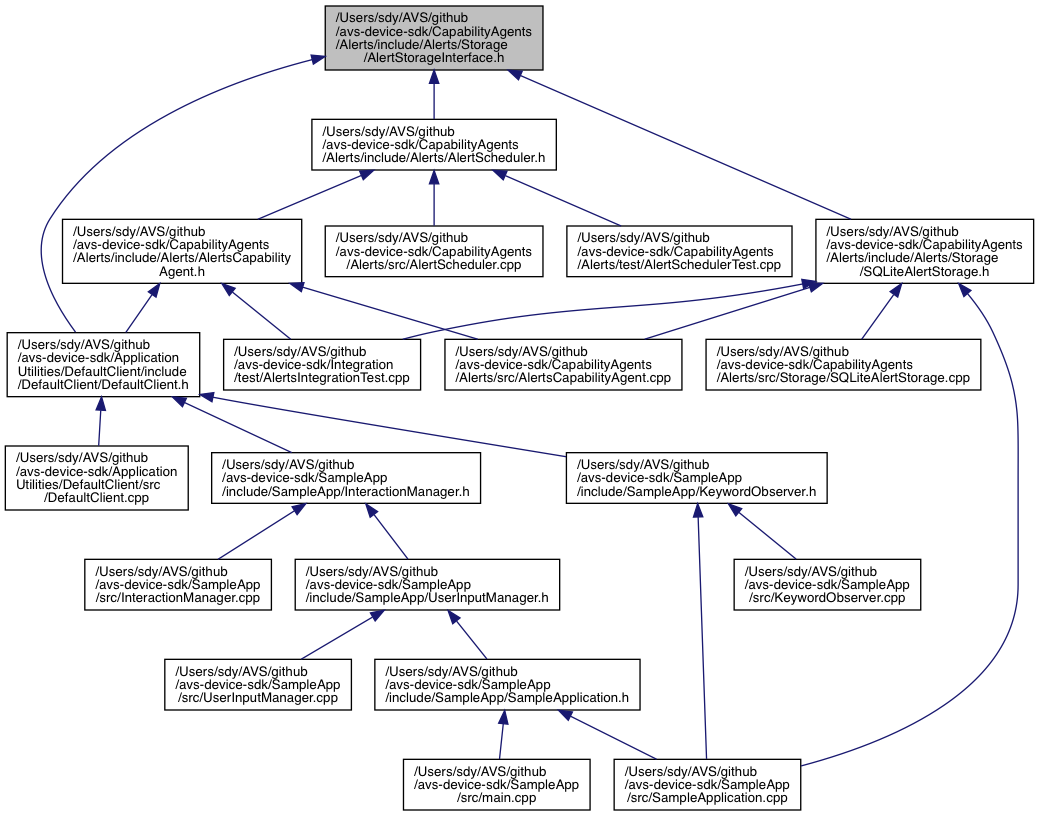 /Users/sdy/AVS/github
/avs-device-sdk/CapabilityAgents
/Alerts/include/Alerts/Storage
/AlertStorageInterface.h
/Users/sdy/AVS/github
/avs-device-sdk/CapabilityAgents
/Alerts/include/Alerts/AlertScheduler.h
/Users/sdy/AVS/github
/avs-device-sdk/CapabilityAgents
/Alerts/include/Alerts/AlertsCapability
Agent.h
/Users/sdy/AVS/github
/avs-device-sdk/CapabilityAgents
/Alerts/src/AlertScheduler.cpp
/Users/sdy/AVS/github
/avs-device-sdk/CapabilityAgents
/Alerts/test/AlertSchedulerTest.cpp
/Users/sdy/AVS/github
/avs-device-sdk/CapabilityAgents
/Alerts/include/Alerts/Storage
/SQLiteAlertStorage.h
/Users/sdy/AVS/github
/avs-device-sdk/Application
Utilities/DefaultClient/include
/DefaultClient/DefaultClient.h
/Users/sdy/AVS/github
/avs-device-sdk/Integration
/test/AlertsIntegrationTest.cpp
/Users/sdy/AVS/github
/avs-device-sdk/CapabilityAgents
/Alerts/src/AlertsCapabilityAgent.cpp
/Users/sdy/AVS/github
/avs-device-sdk/CapabilityAgents
/Alerts/src/Storage/SQLiteAlertStorage.cpp
/Users/sdy/AVS/github
/avs-device-sdk/Application
Utilities/DefaultClient/src
/DefaultClient.cpp
/Users/sdy/AVS/github
/avs-device-sdk/SampleApp
/include/SampleApp/InteractionManager.h
/Users/sdy/AVS/github
/avs-device-sdk/SampleApp
/include/SampleApp/KeywordObserver.h
/Users/sdy/AVS/github
/avs-device-sdk/SampleApp
/src/InteractionManager.cpp
/Users/sdy/AVS/github
/avs-device-sdk/SampleApp
/include/SampleApp/UserInputManager.h
/Users/sdy/AVS/github
/avs-device-sdk/SampleApp
/src/KeywordObserver.cpp
/Users/sdy/AVS/github
/avs-device-sdk/SampleApp
/src/UserInputManager.cpp
/Users/sdy/AVS/github
/avs-device-sdk/SampleApp
/include/SampleApp/SampleApplication.h
/Users/sdy/AVS/github
/avs-device-sdk/SampleApp
/src/main.cpp
/Users/sdy/AVS/github
/avs-device-sdk/SampleApp
/src/SampleApplication.cpp